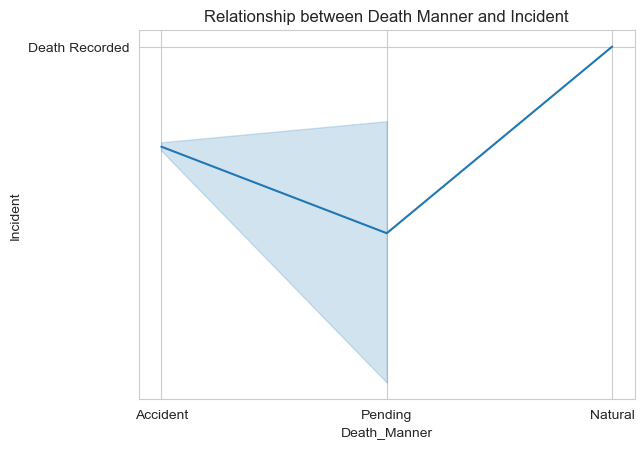 Relationship between Death Manner and Incident
Death Recorded
Incident
Accident
Pending
Natural
Death_Manner